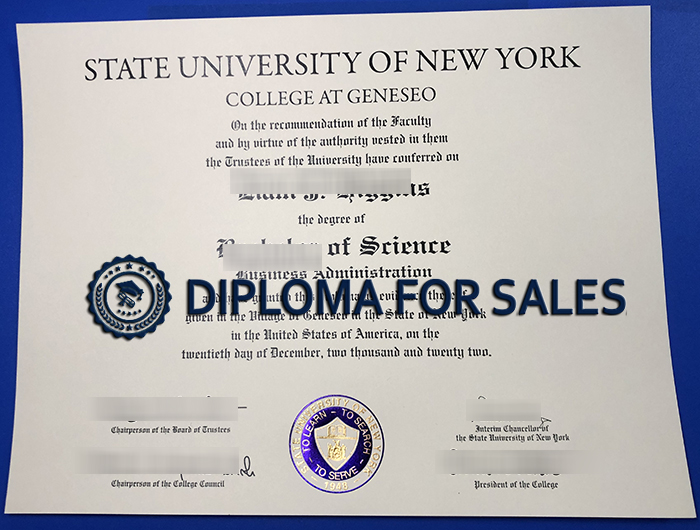 STATE UNIVERSITY OF NEW YORK
COLLEGE AT GENESEO
On the recommendation of the Faculty
and by virtue of the authority vested in them
the Trustees of the University have conferred on
the degree of
of Science
Business Administration
DIPLOMA FOR SALES
given in the Village of Geneseo in the State of New York
in the United States of America, on the
twentieth day of December, two thousand and twenty two.
Chairperson of the Board of Trustees
Interim Chancellor of
the State University of New York
Chairperson of the College Council
President of the College
STATE UNIVERSITY OF NEW YORK
TO LEARN - TO SEARCH
- TO SERVE -
1948